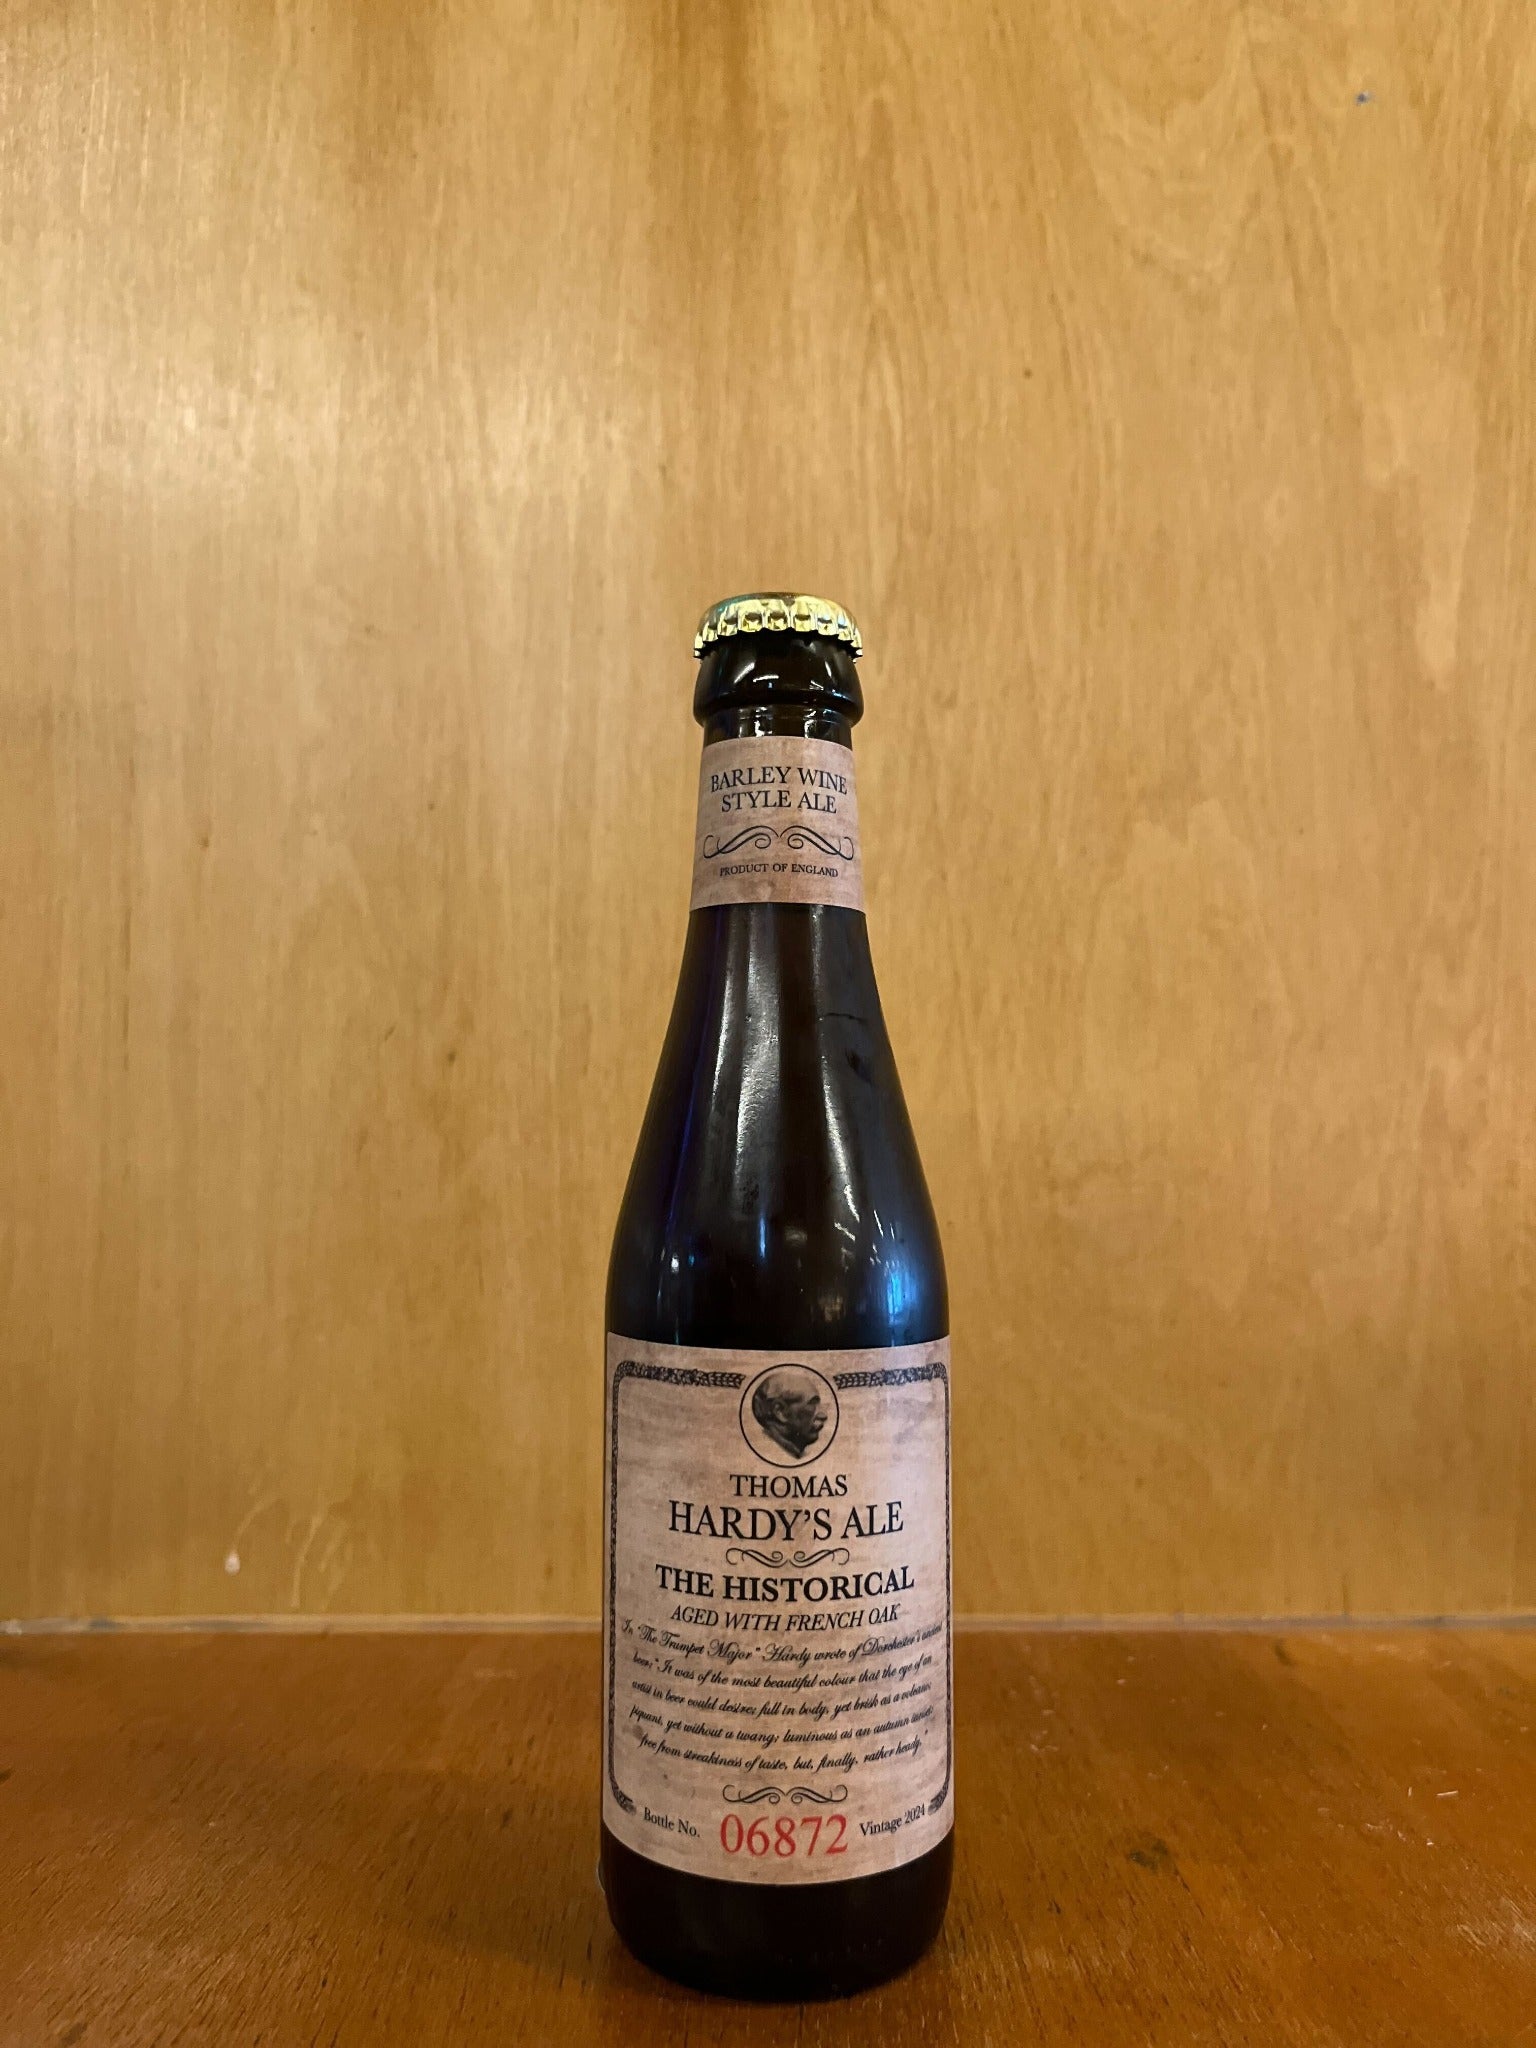 BARLEY WINE
STYLE ALE
PRODUCT OF ENGLAND
THOMAS
HARDY'S ALE
THE HISTORICAL
AGED WITH FRENCH OAK
In "The Trumpet Major" Hardy wrote of Dorchester's ancient
beer; "It was of the most beautiful colour that the eye of an
artist in beer could desire; full in body, yet brisk as a volcano;
piquant, yet without a twang; luminous as an autumn sunset;
free from streakiness of taste, but, finally, rather heady."
Bottle No. 06872 Vintage 2024